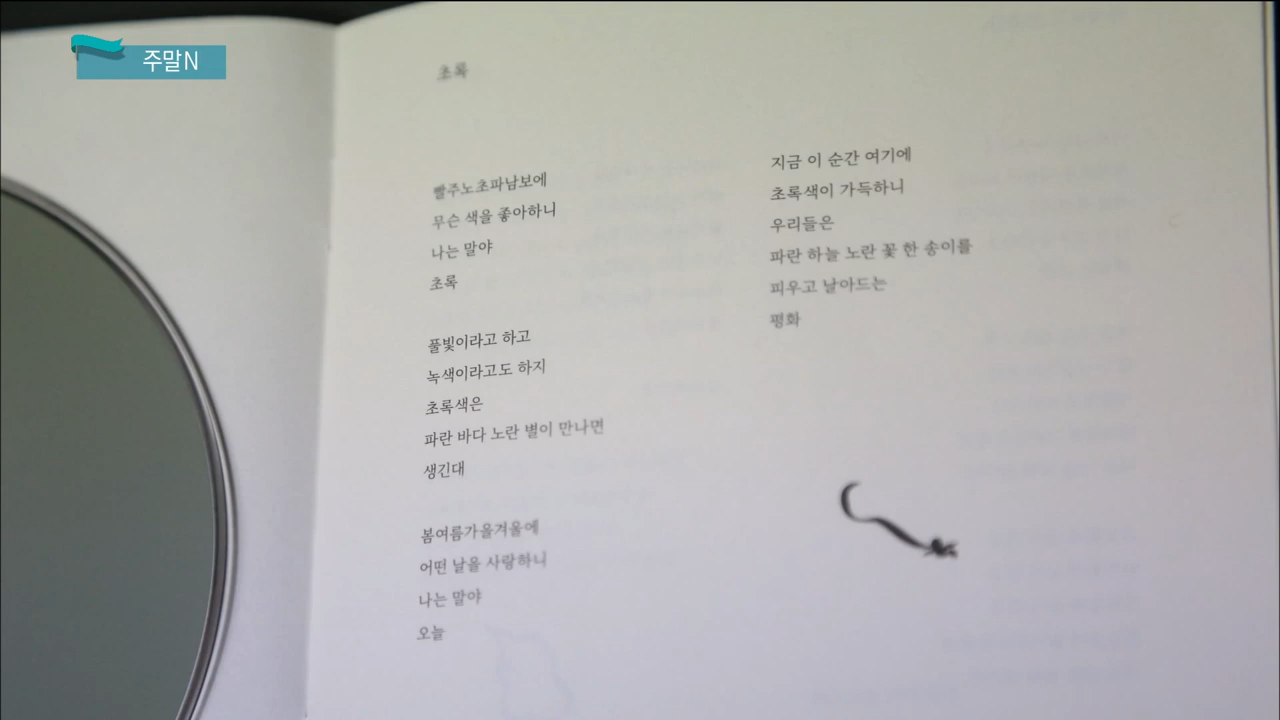 주말N
초록
빨주노초파남보에
무슨 색을 좋아하니
나는 말야
초록
풀빛이라고 하고
녹색이라고도 하지
초록색은
파란 바다 노란 별이 만나면
생긴대
봄여름가을겨울에
어떤 날을 사랑하니
나는 말야
오늘
지금 이 순간 여기에
초록색이 가득하니
우리들은
파란 하늘 노란 꽃 한 송이를
피우고 날아드는
평화